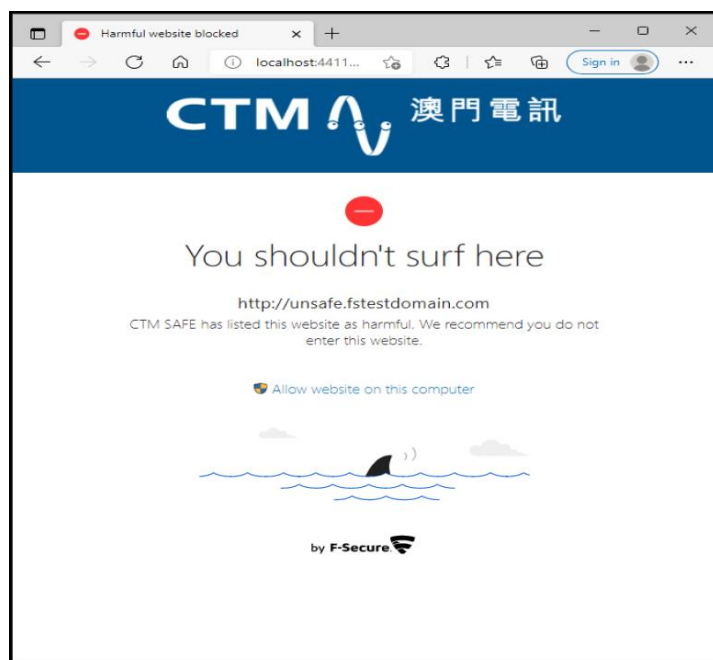 Harmful website blocked
localhost:4411...
Sign in
CTM 澳門電訊
You shouldn't surf here
http://unsafe.fstestdomain.com
CTM SAFE has listed this website as harmful. We recommend you do not
enter this website.
Allow website on this computer
by F-Secure.